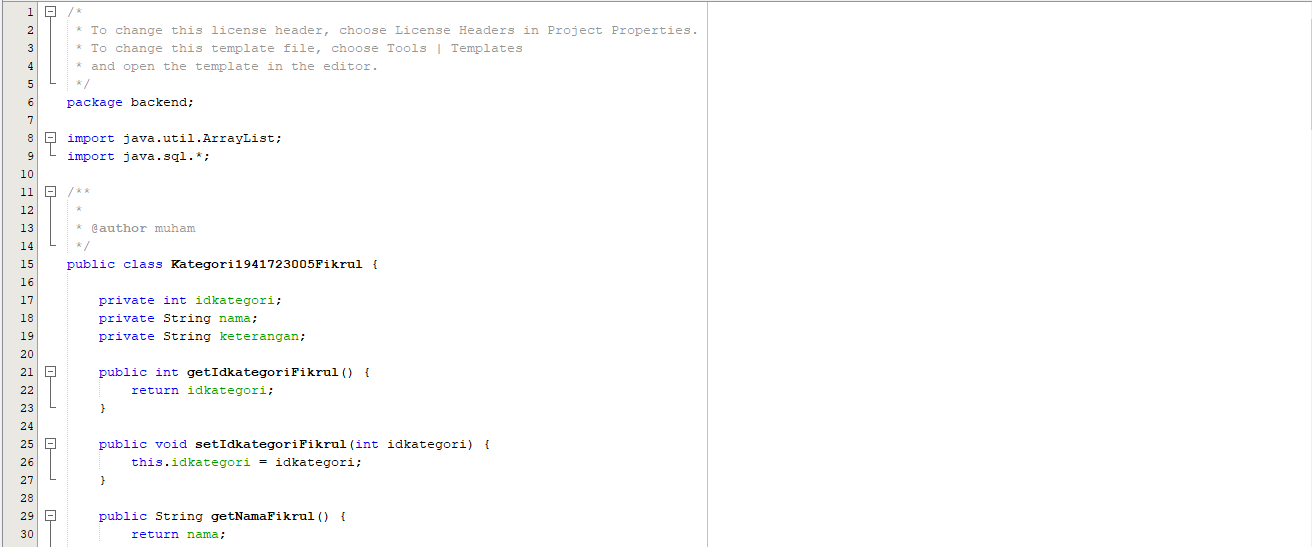 1 /*
2  * To change this license header, choose License Headers in Project Properties.
3  * To change this template file, choose Tools | Templates
4  * and open the template in the editor.
5  */
6 package backend;
7
8 import java.util.ArrayList;
9 import java.sql.*;
10
11 /**
12  *
13  * @author muham
14  */
15 public class Kategori1941723005Fikrul {
16
17     private int idkategori;
18     private String nama;
19     private String keterangan;
20
21     public int getIdkategoriFikrul() {
22         return idkategori;
23     }
24
25     public void setIdkategoriFikrul(int idkategori) {
26         this.idkategori = idkategori;
27     }
28
29     public String getNamaFikrul() {
30         return nama;